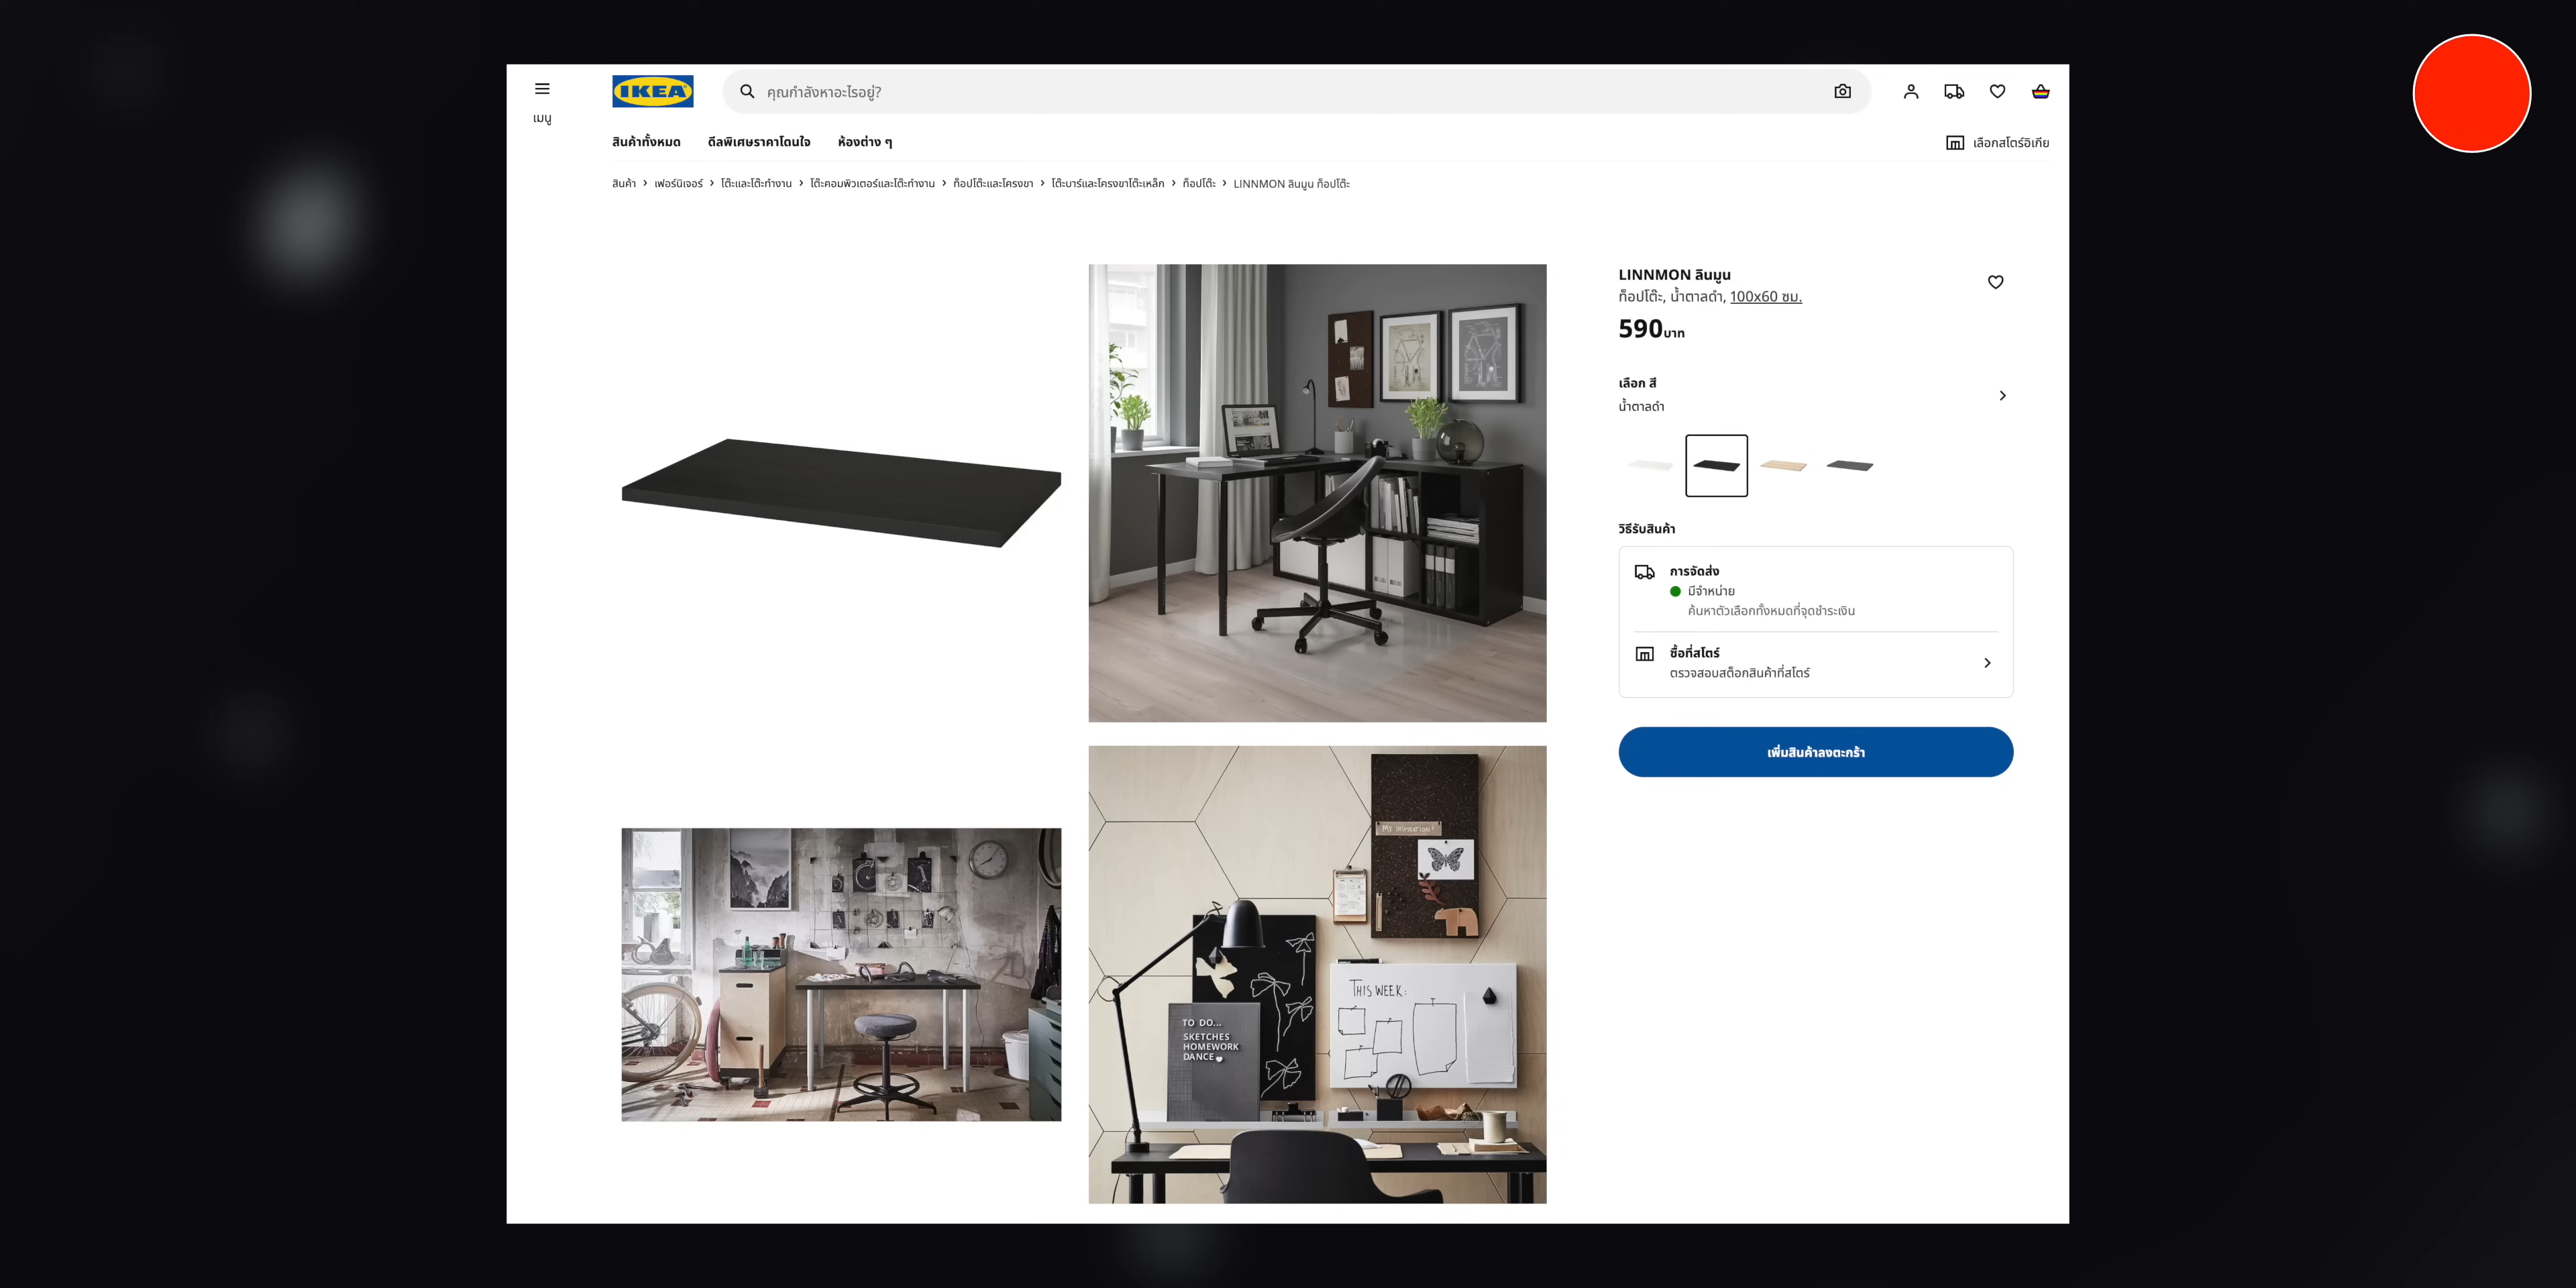 IKEA
คุณกำลังหาอะไรอยู่?
เมนู
สินค้าทั้งหมด
ดีลพิเศษราคาโดนใจ
ห้องต่าง ๆ
เลือกสโตร์อิเกีย
สินค้า › เฟอร์นิเจอร์ › โต๊ะและโต๊ะทำงาน › โต๊ะคอมพิวเตอร์และโต๊ะทำงาน › ท็อปโต๊ะและโครงขา › โต๊ะบาร์และโครงขาโต๊ะเหล็ก › ท็อปโต๊ะ › LINNMON ลินมูน ท็อปโต๊ะ
LINNMON ลินมูน
ท็อปโต๊ะ, น้ำตาลดำ, 100x60 ซม.
590บาท
เลือก สี
น้ำตาลดำ
วิธีรับสินค้า
การจัดส่ง
มีจำหน่าย
ค้นหาตัวเลือกทั้งหมดที่จุดชำระเงิน
ซื้อที่สโตร์
ตรวจสอบสต็อกสินค้าที่สโตร์
เพิ่มสินค้าลงตะกร้า
My Inspiration!
THIS WEEK:
TO DO...
SKETCHES
HOMEWORK
DANCE